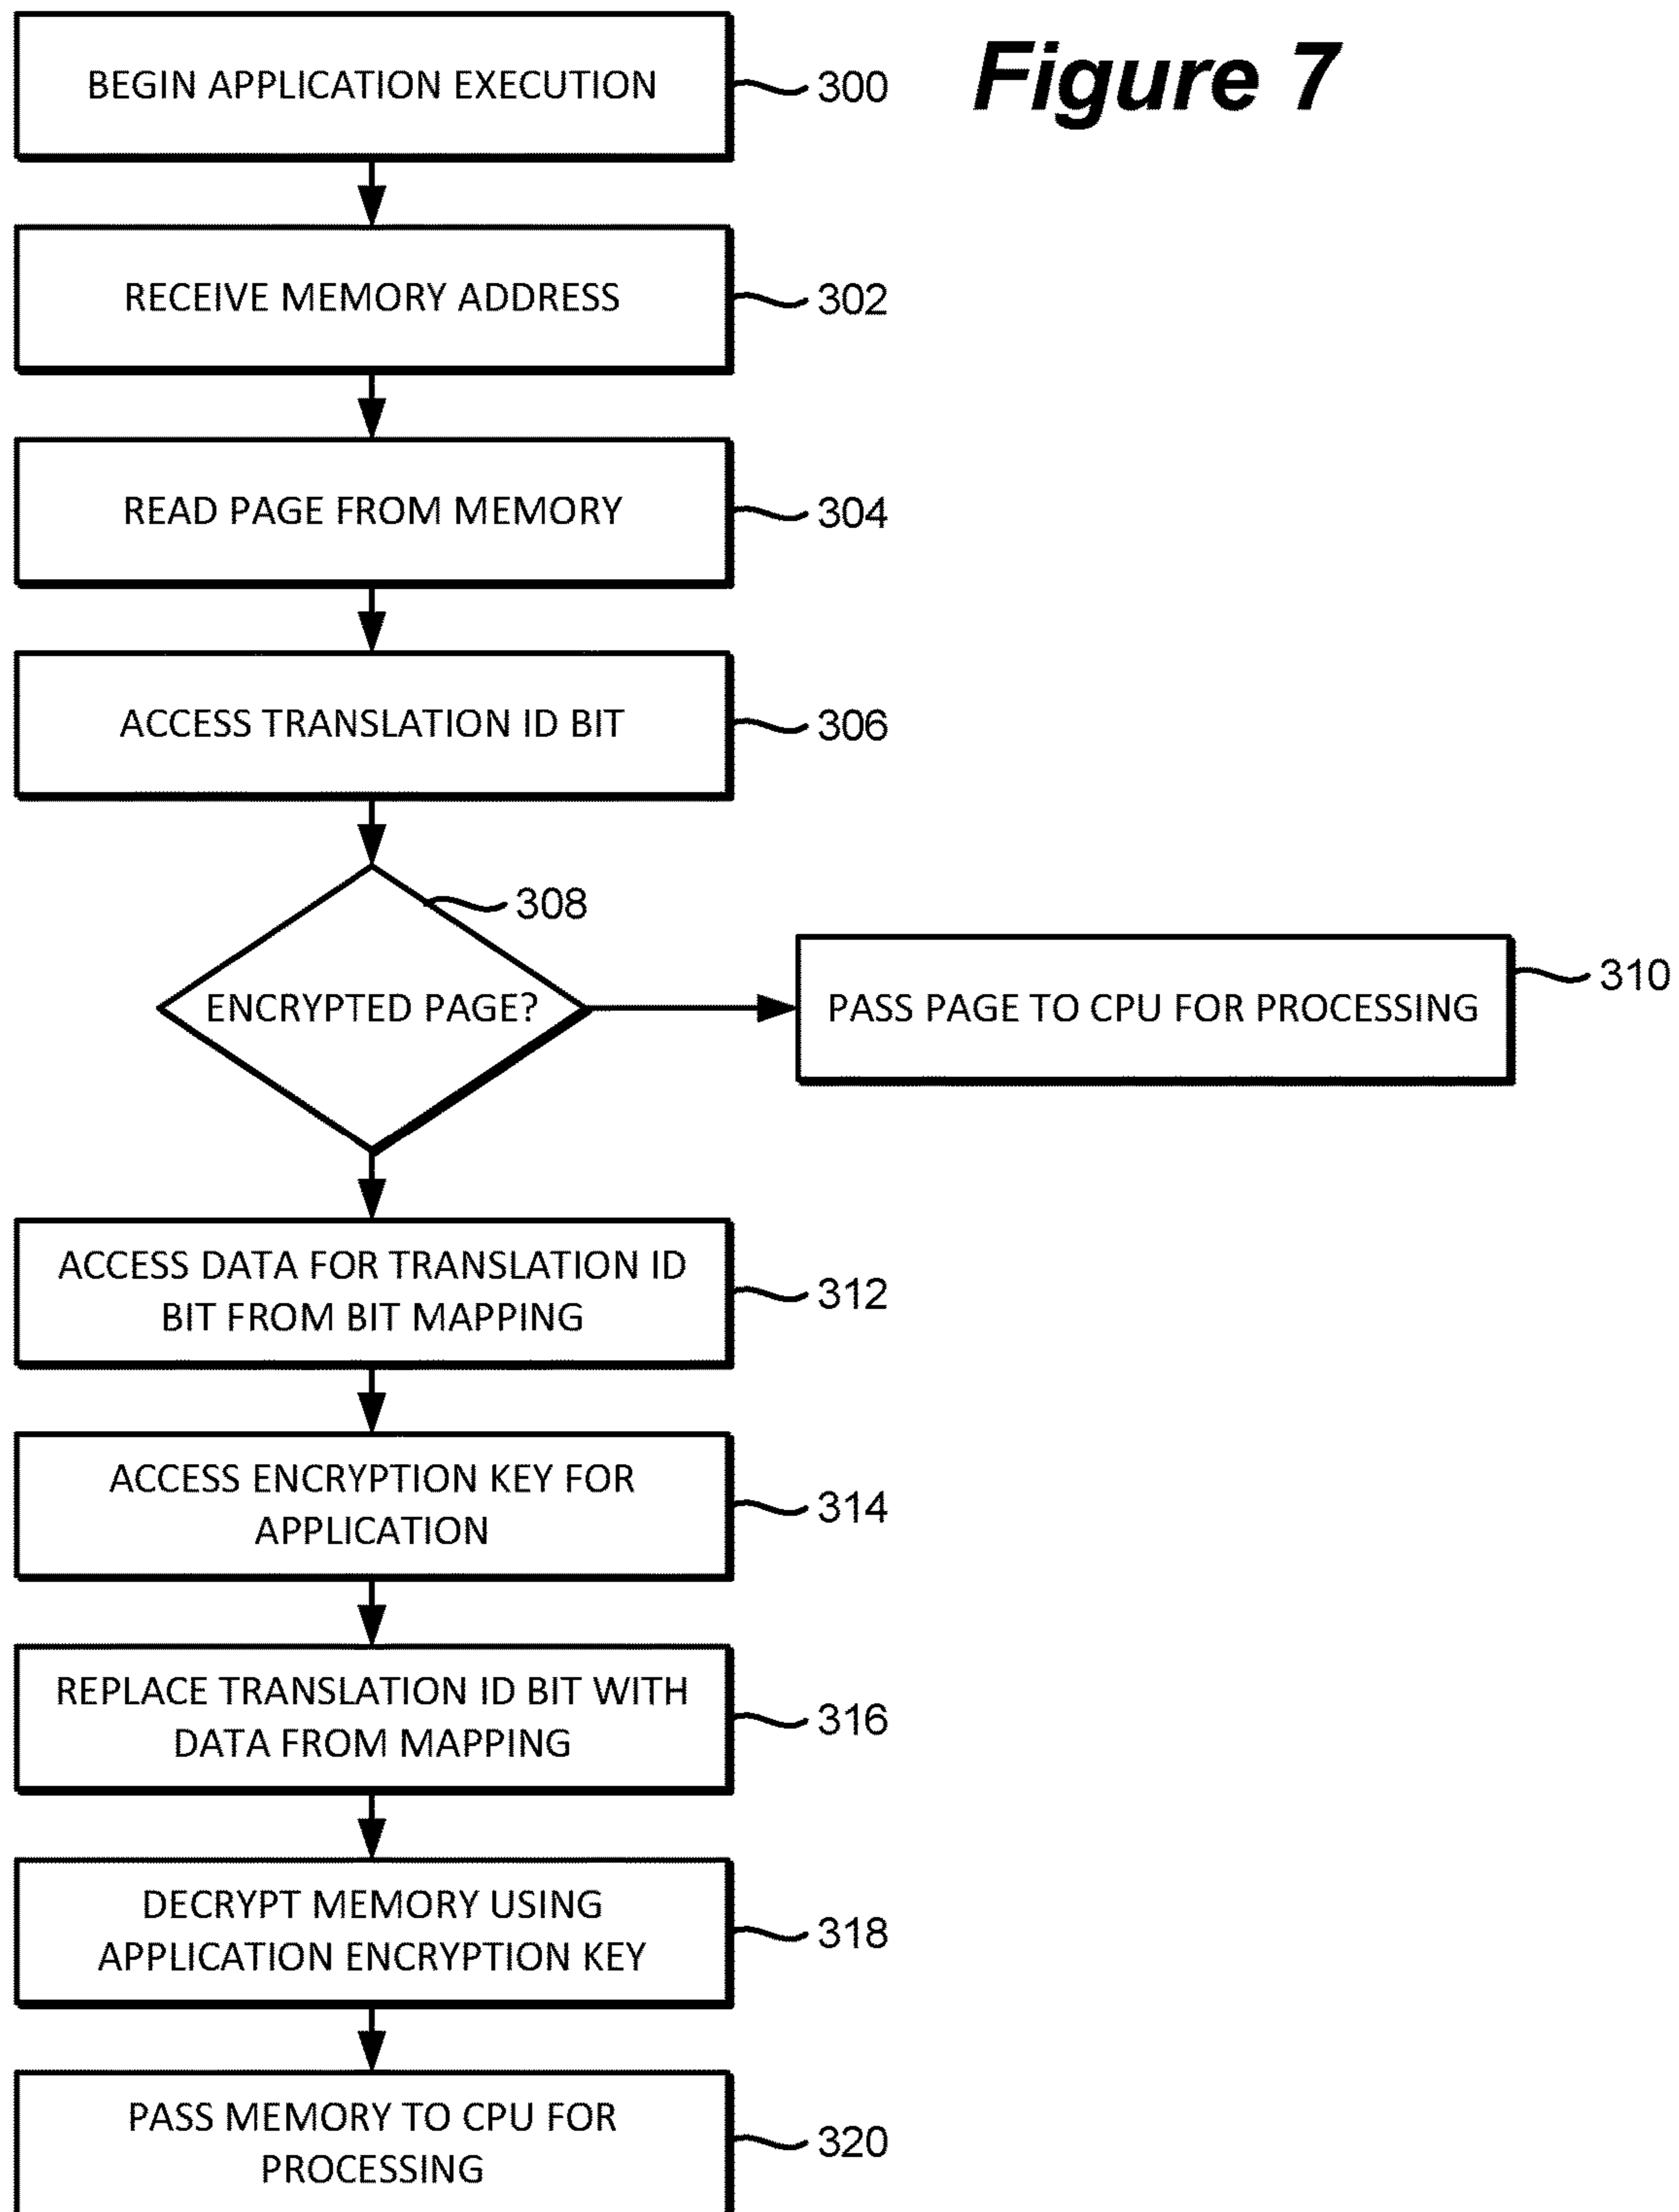 BEGIN APPLICATION EXECUTION
300
Figure 7
RECEIVE MEMORY ADDRESS
302
READ PAGE FROM MEMORY
304
ACCESS TRANSLATION ID BIT
306
308
ENCRYPTED PAGE?
PASS PAGE TO CPU FOR PROCESSING
310
ACCESS DATA FOR TRANSLATION ID
BIT FROM BIT MAPPING
312
ACCESS ENCRYPTION KEY FOR
APPLICATION
314
REPLACE TRANSLATION ID BIT WITH
DATA FROM MAPPING
316
DECRYPT MEMORY USING
APPLICATION ENCRYPTION KEY
318
PASS MEMORY TO CPU FOR
PROCESSING
320